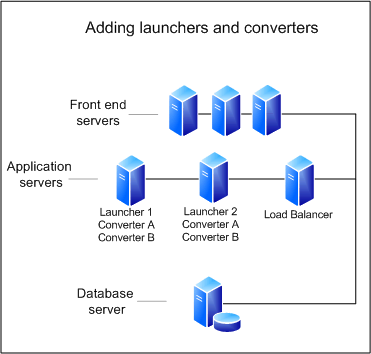 Adding launchers and converters
Front end
servers
Application
servers
Launcher 1
Converter A
Converter B
Launcher 2
Converter A
Converter B
Load Balancer
Database
server